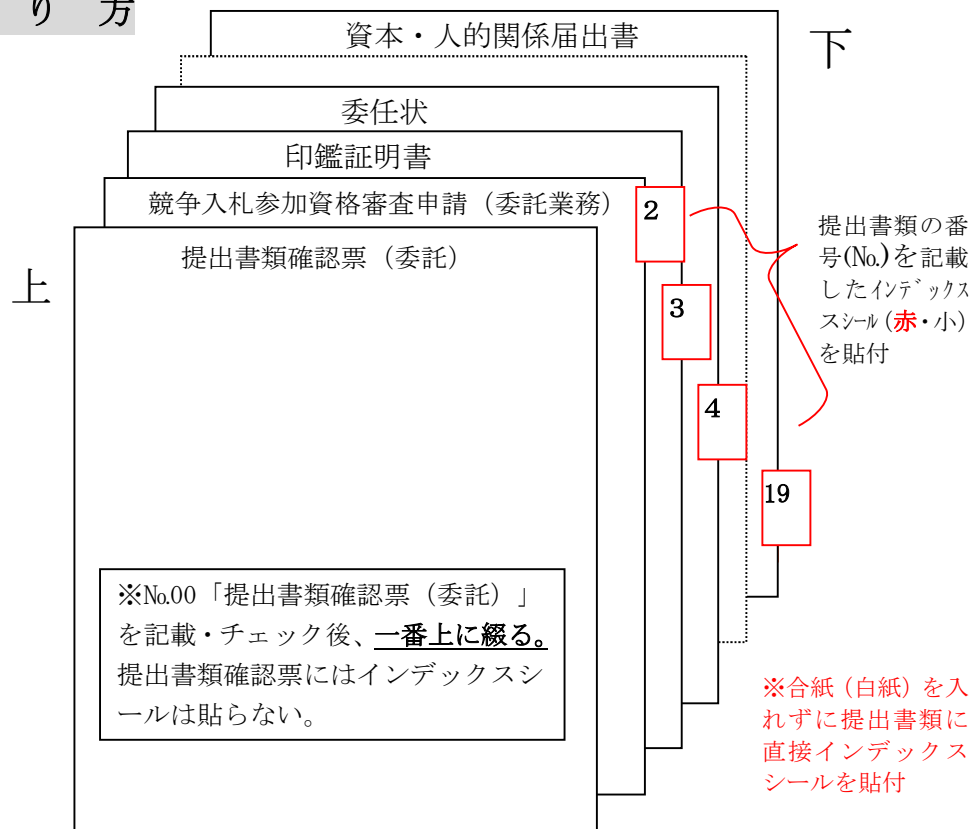 り 方
資本・人的関係届出書
下
委任状
印鑑証明書
競争入札参加資格審査申請（委託業務）
2
提出書類確認票（委託）
上
提出書類の番
号(№)を記載
したｲﾝﾃﾞｯｸｽ
スｼｰﾙ（赤・小）
を貼付
3
4
19
※№00「提出書類確認票（委託）」
を記載・チェック後、一番上に綴る。
提出書類確認票にはインデックスシ
ールは貼らない。
※合紙（白紙）を入
れずに提出書類に
直接インデックス
シールを貼付